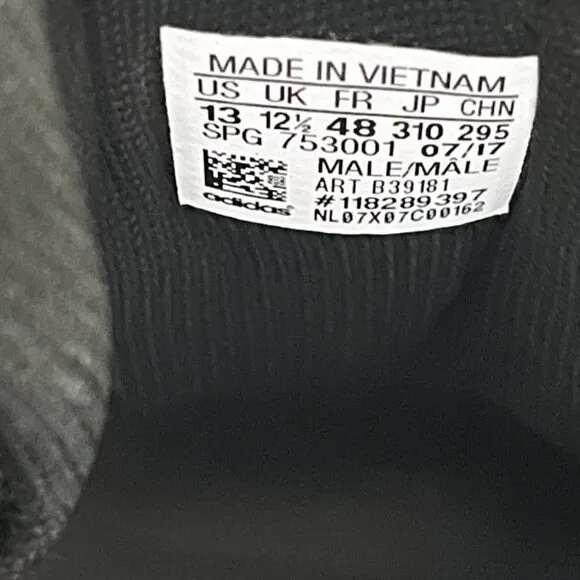 MADE IN VIETNAM
US UK FR JP CHN
13 12½ 48 310 295
SPG 753001 07/17
MALE/MÂLE
ART B39181
#118289397
adidas NL07X07C00162